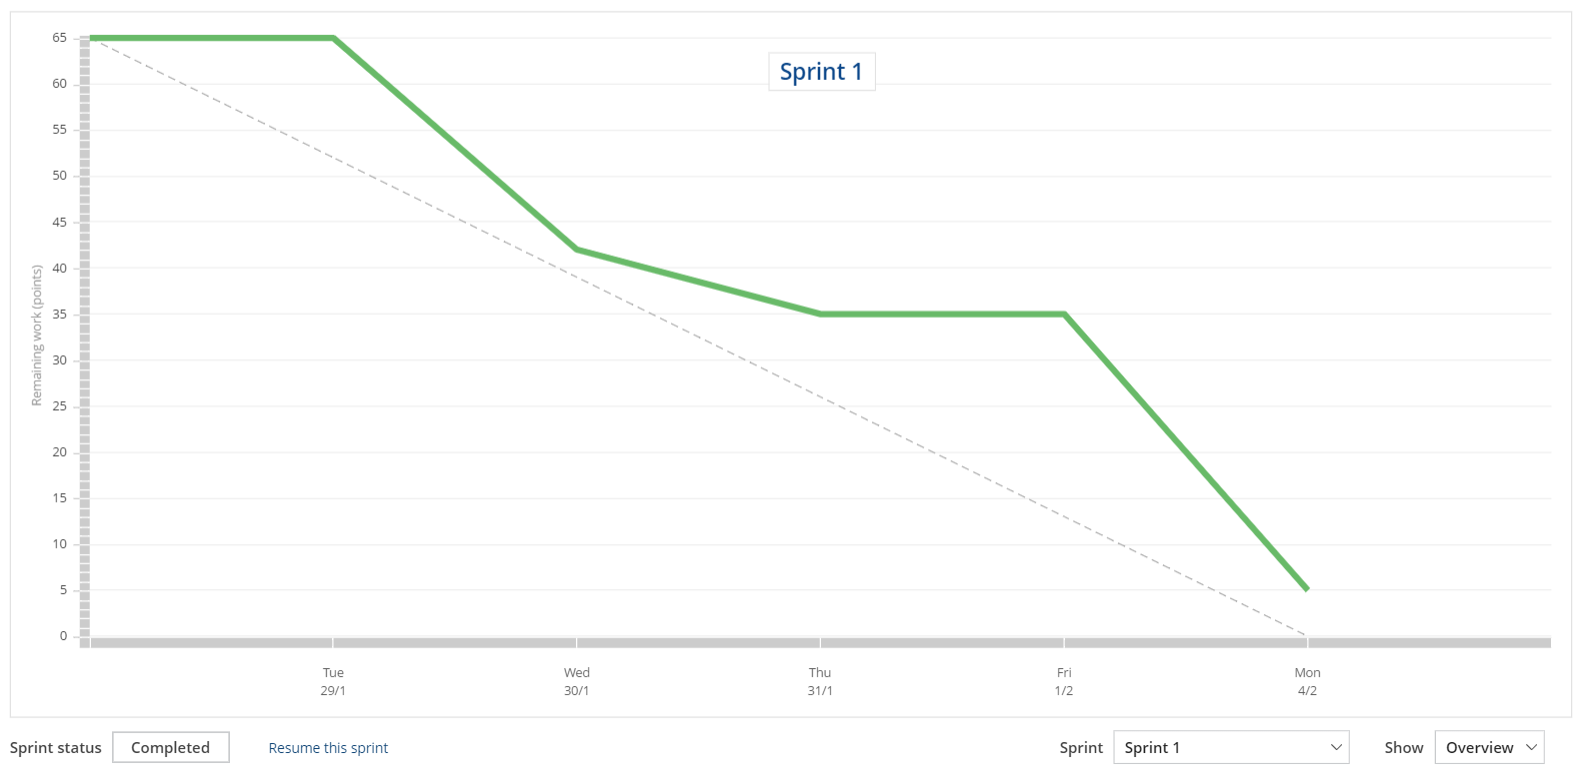 Sprint 1
65
60
55
50
45
40
35
30
25
20
15
10
5
0
Remaining work (points)
Tue
29/1
Wed
30/1
Thu
31/1
Fri
1/2
Mon
4/2
Sprint status Completed Resume this sprint Sprint Sprint 1 Show Overview